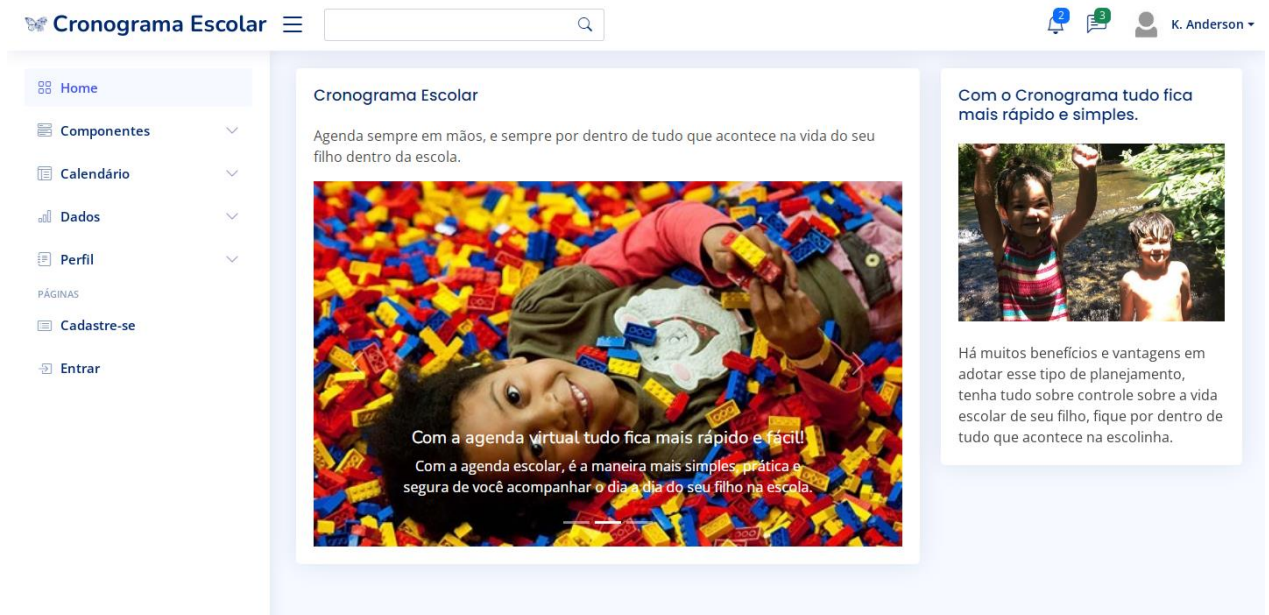 Cronograma Escolar
2
3
K. Anderson
Home
Componentes
Calendário
Dados
Perfil
PÁGINAS
Cadastre-se
Entrar
Cronograma Escolar
Agenda sempre em mãos, e sempre por dentro de tudo que acontece na vida do seu
filho dentro da escola.
Com a agenda virtual tudo fica mais rápido e fácil!
Com a agenda escolar, é a maneira mais simples, prática e
segura de você acompanhar o dia a dia do seu filho na escola.
Com o Cronograma tudo fica
mais rápido e simples.
Há muitos benefícios e vantagens em
adotar esse tipo de planejamento,
tenha tudo sobre controle sobre a vida
escolar de seu filho, fique por dentro de
tudo que acontece na escolinha.